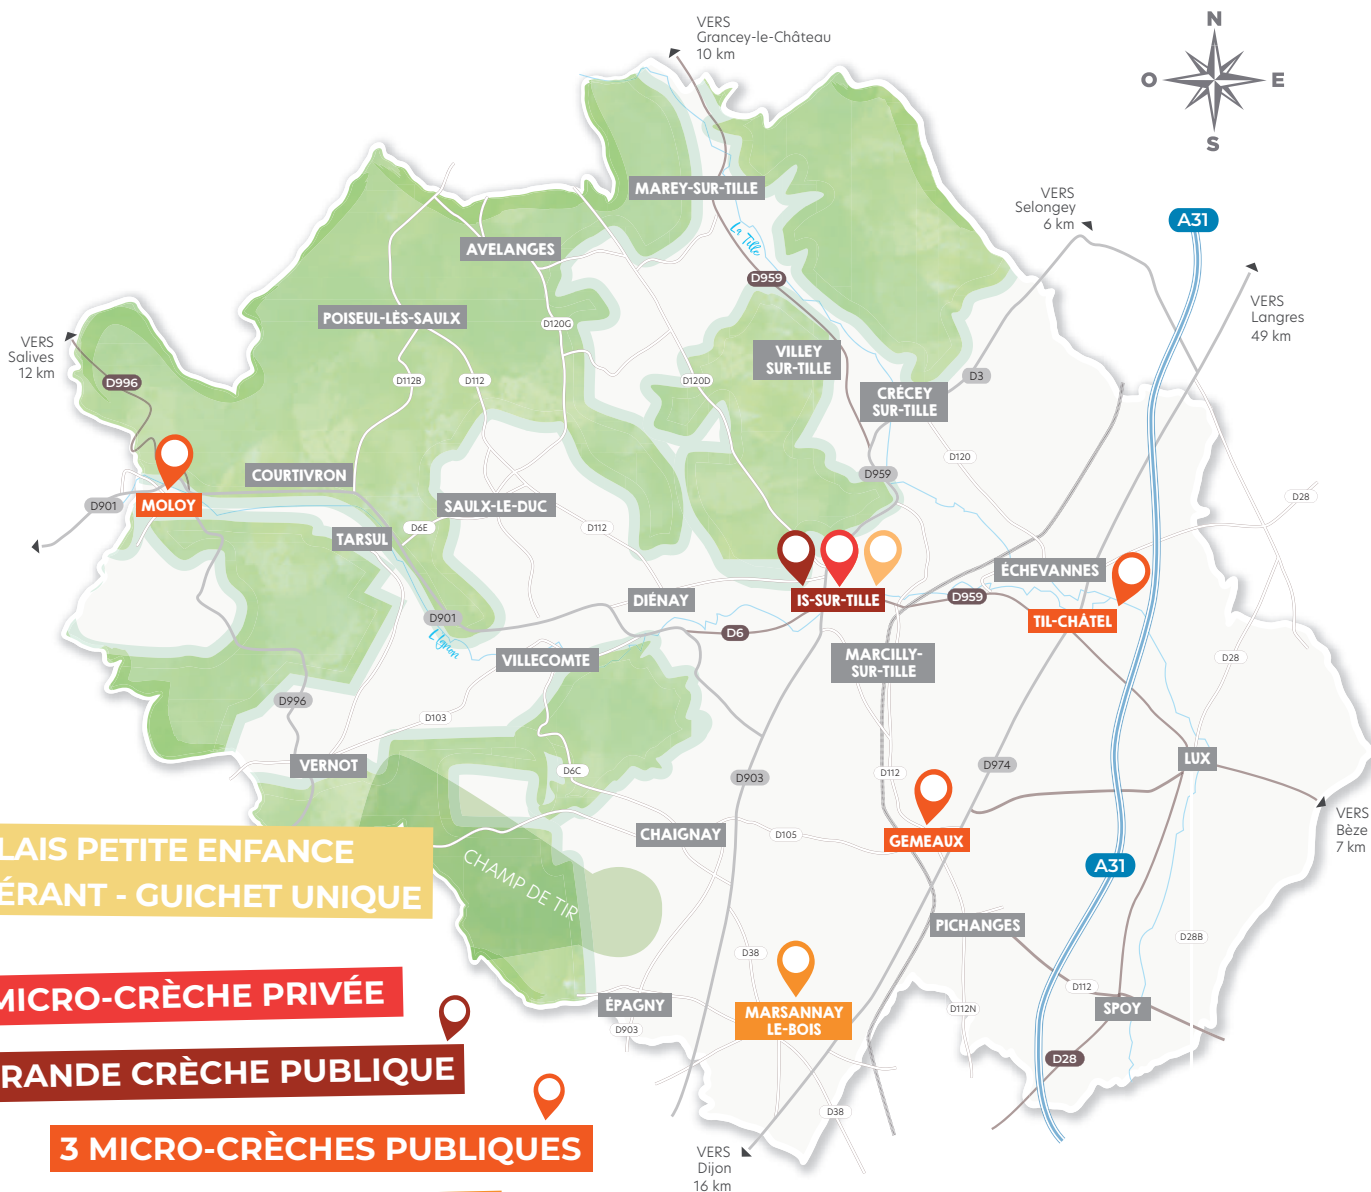 VERS
Grancey-le-Château
10 km
N
O
E
S
MAREY-SUR-TILLE
VERS
Selongey
6 km
A31
La Tille
AVELANGES
D959
VERS
Langres
49 km
POISEUL-LÈS-SAULX
D120G
VERS
Salives
12 km
VILLEY
SUR-TILLE
D996
D112B
D112
D120D
D3
CRÉCEY
SUR-TILLE
D120
COURTIVRON
D959
D901
MOLOY
SAULX-LE-DUC
D28
D6E
D112
TARSUL
ÉCHEVANNES
DIÉNAY
IS-SUR-TILLE
D959
D901
TIL-CHÂTEL
D6
L'Ignon
VILLECOMTE
MARCILLY-
SUR-TILLE
D28
D996
D103
VERNOT
D6C
D903
D112
D974
LUX
VERS
Bèze
7 km
CHAIGNAY
D105
GEMEAUX
LAIS PETITE ENFANCE
ÉRANT - GUICHET UNIQUE
CHAMP DE TIR
A31
PICHANGES
D28B
D38
MICRO-CRÈCHE PRIVÉE
D112
ÉPAGNY
MARSANNAY
LE-BOIS
D112N
SPOY
D903
RANDE CRÈCHE PUBLIQUE
D28
D38
3 MICRO-CRÈCHES PUBLIQUES
VERS
Dijon
16 km